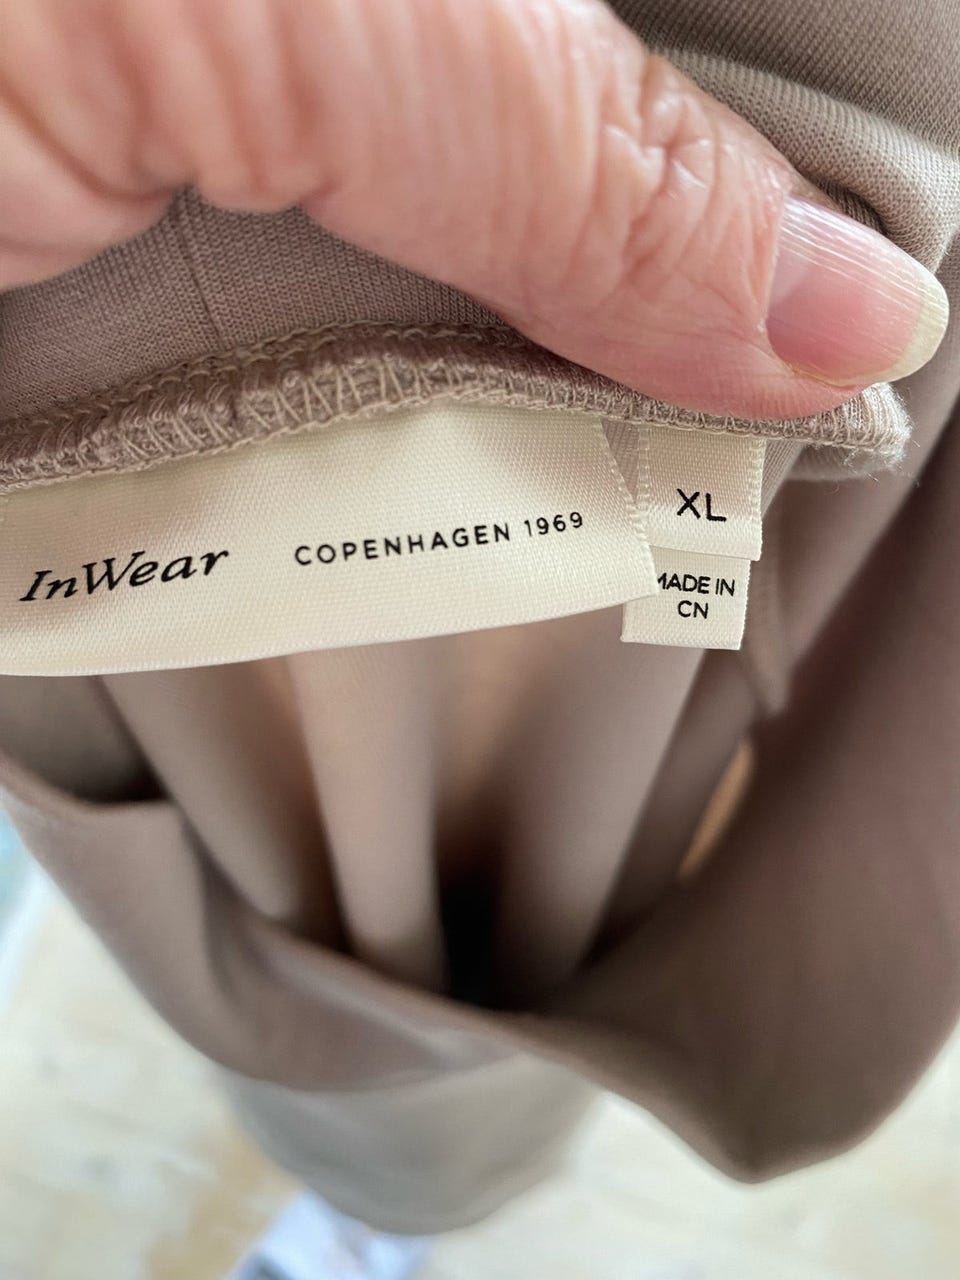 InWear COPENHAGEN 1969
XL
MADE IN
CN